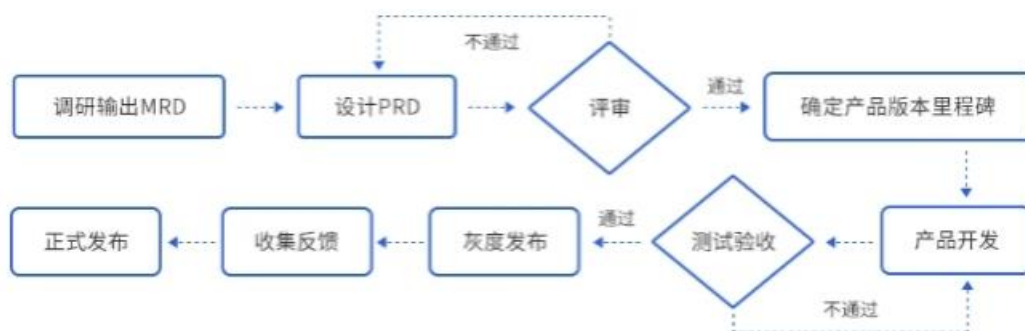 不通过
调研输出MRD
设计PRD
评审
通过
确定产品版本里程碑
正式发布
收集反馈
灰度发布
通过
测试验收
产品开发
不通过